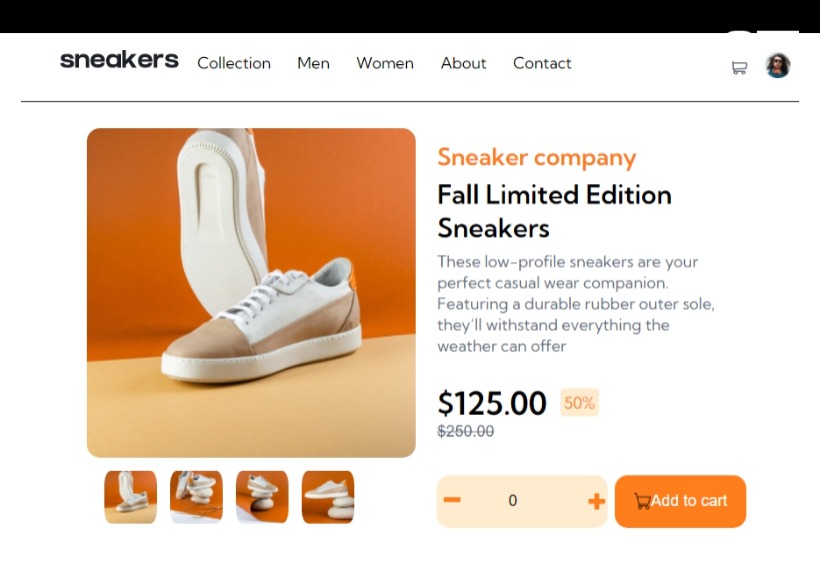 sneakers
Collection Men Women About Contact
Sneaker company
Fall Limited Edition
Sneakers
These low-profile sneakers are your
perfect casual wear companion.
Featuring a durable rubber outer sole,
they'll withstand everything the
weather can offer
$125.00 50%
$250.00
0
Add to cart